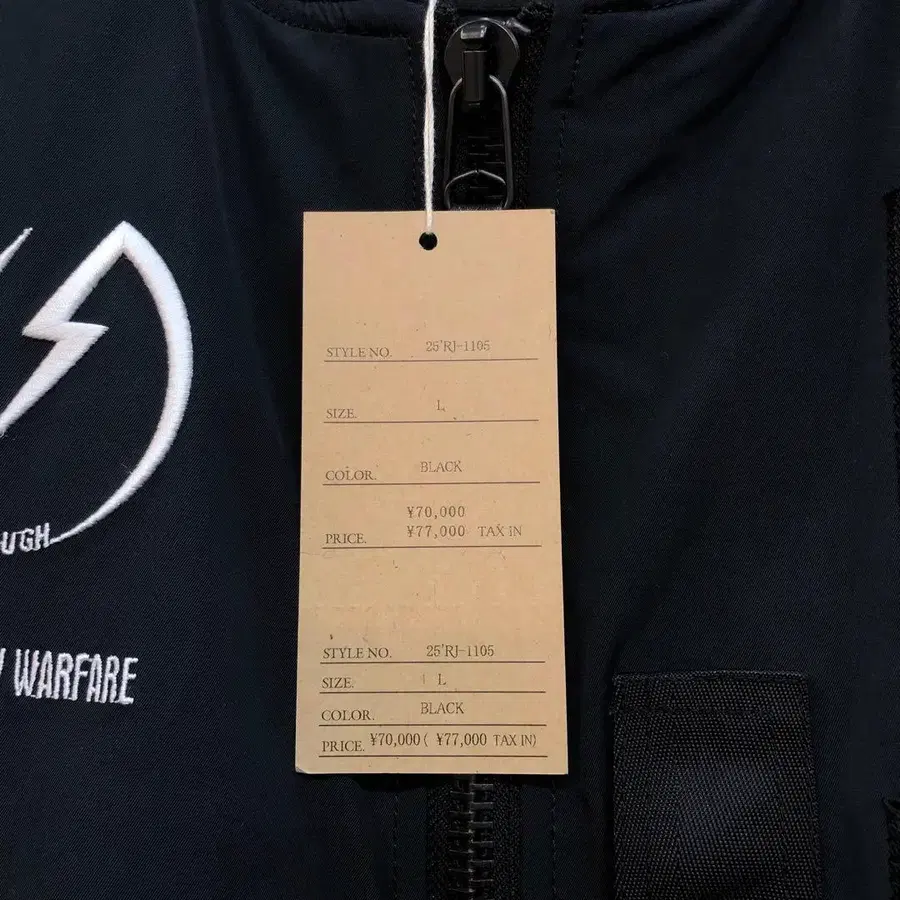 UGH
WARFARE
STYLE NO. 25'RJ-1105
SIZE. L
COLOR. BLACK
¥70,000
PRICE. ¥77,000 TAX IN
STYLE NO. 25'RJ-1105
SIZE. L
COLOR. BLACK
PRICE. ¥70,000 ( ¥77,000 TAX IN)